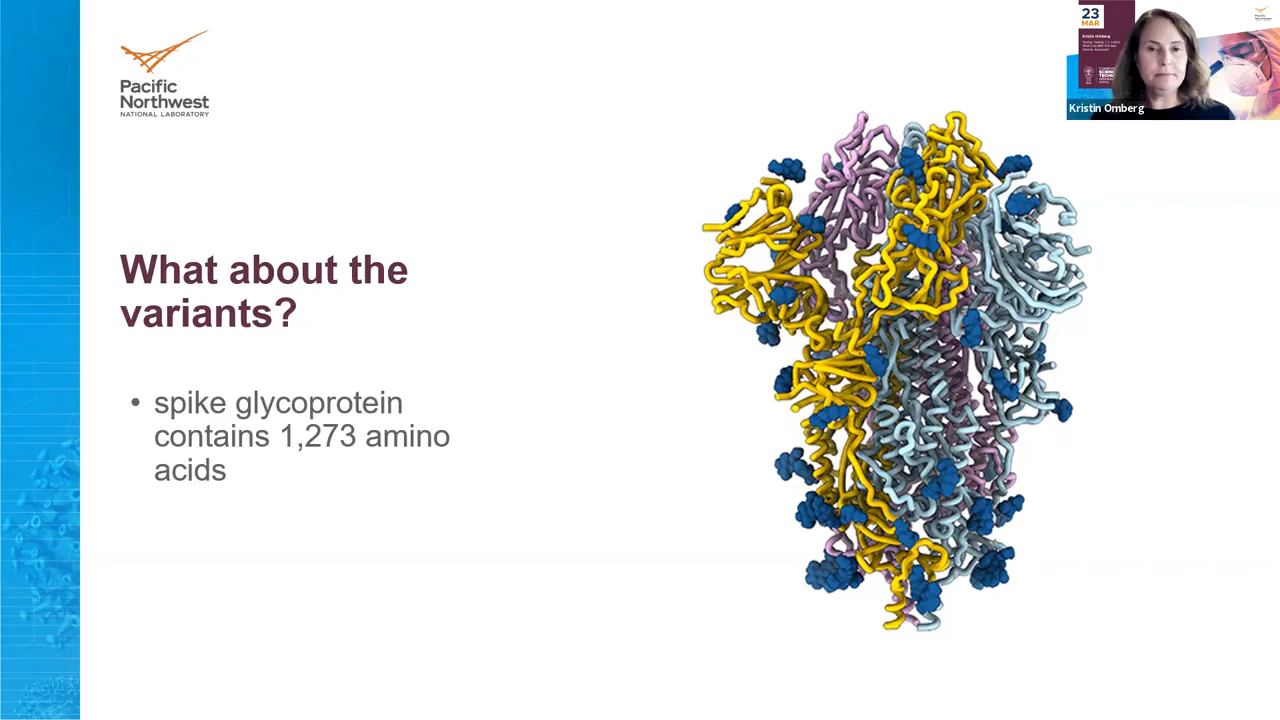 Pacific
Northwest
NATIONAL LABORATORY
What about the
variants?
• spike glycoprotein
contains 1,273 amino
acids
23
MAR
Kristin Omberg
Kristin Omberg